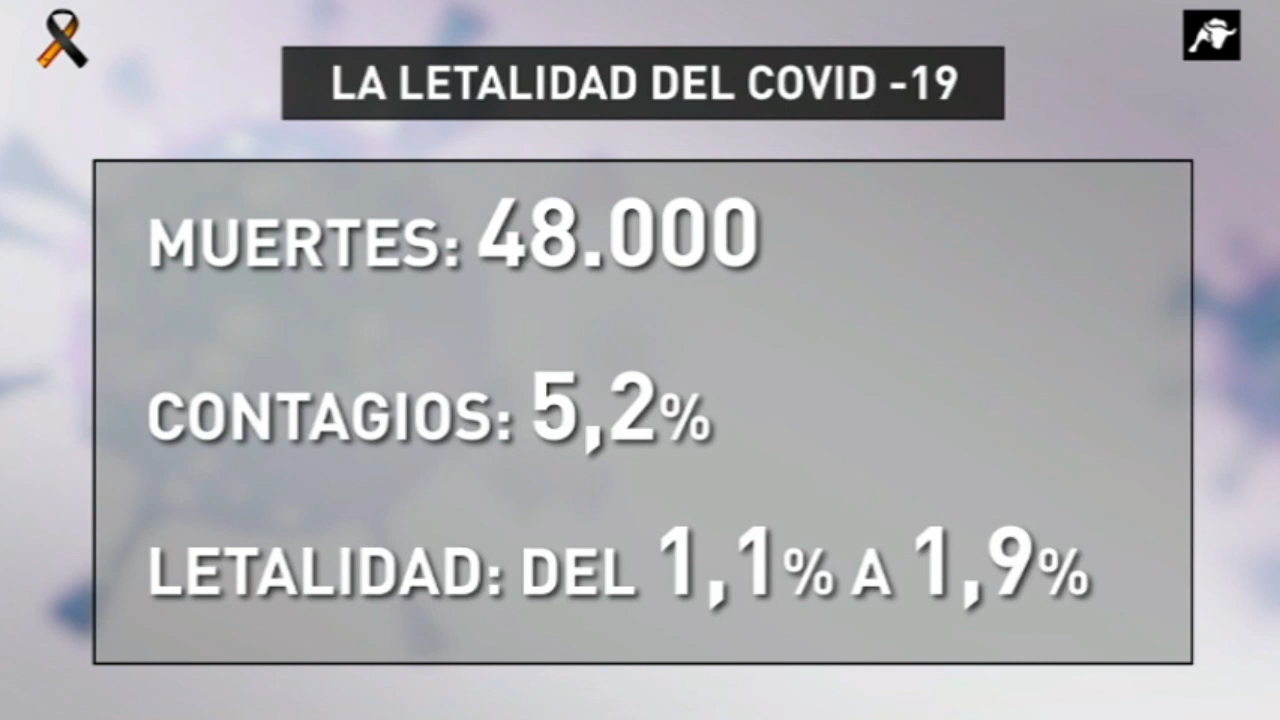 LA LETALIDAD DEL COVID -19
MUERTES: 48.000
CONTAGIOS: 5,2%
LETALIDAD: DEL 1,1% A 1,9%